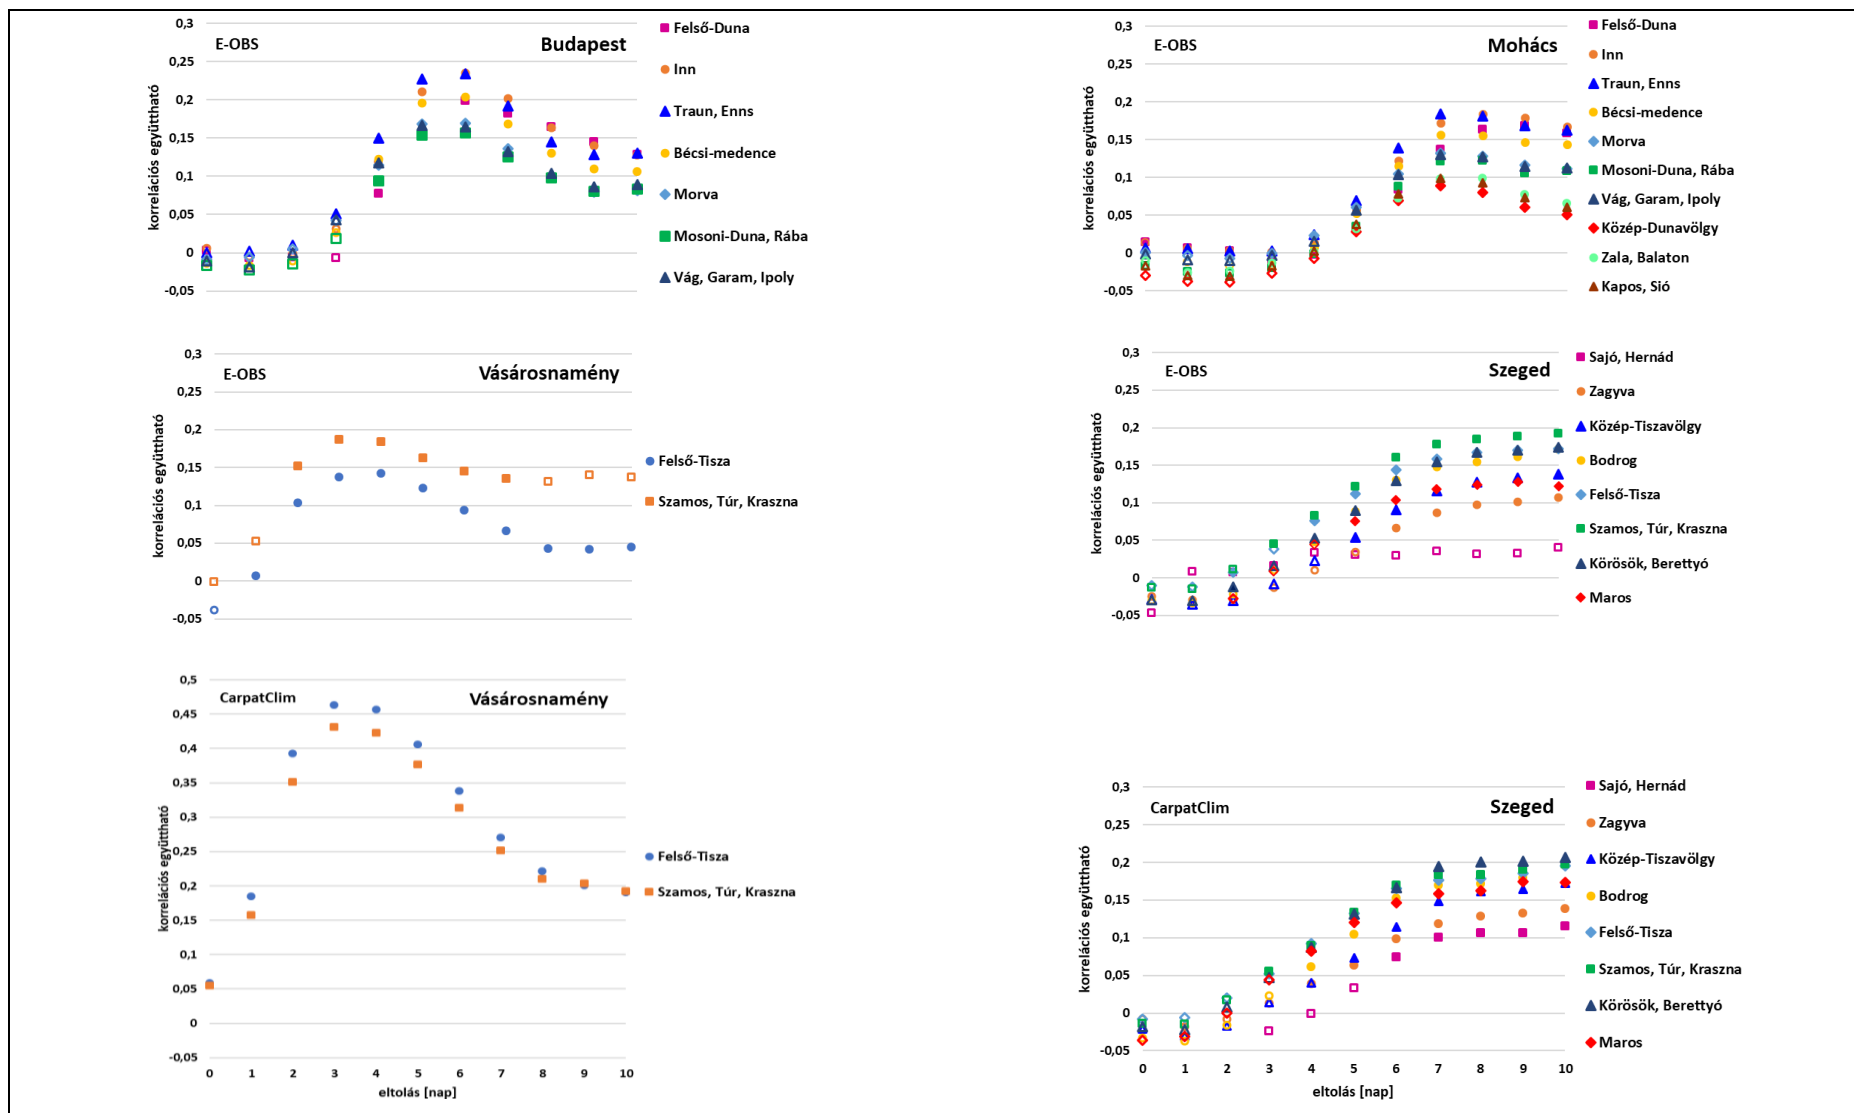 E-OBS
Budapest
korrelációs együttható
0,3
0,25
0,2
0,15
0,1
0,05
0
-0,05
Felső-Duna
Inn
Traun, Enns
Bécsi-medence
Morva
Mosoni-Duna, Rába
Vág, Garam, Ipoly
E-OBS
Mohács
korrelációs együttható
0,3
0,25
0,2
0,15
0,1
0,05
0
-0,05
Felső-Duna
Inn
Traun, Enns
Bécsi-medence
Morva
Mosoni-Duna, Rába
Vág, Garam, Ipoly
Közép-Dunavölgy
Zala, Balaton
Kapos, Sió
E-OBS
Vásárosnamény
korrelációs együttható
0,3
0,25
0,2
0,15
0,1
0,05
0
-0,05
Felső-Tisza
Szamos, Túr, Kraszna
E-OBS
Szeged
korrelációs együttható
0,3
0,25
0,2
0,15
0,1
0,05
0
-0,05
Sajó, Hernád
Zagyva
Közép-Tiszavölgy
Bodrog
Felső-Tisza
Szamos, Túr, Kraszna
Körösök, Berettyó
Maros
CarpatClim
Vásárosnamény
korrelációs együttható
0,5
0,45
0,4
0,35
0,3
0,25
0,2
0,15
0,1
0,05
0
-0,05
0 1 2 3 4 5 6 7 8 9 10
eltolás [nap]
Felső-Tisza
Szamos, Túr, Kraszna
CarpatClim
Szeged
korrelációs együttható
0,3
0,25
0,2
0,15
0,1
0,05
0
-0,05
0 1 2 3 4 5 6 7 8 9 10
eltolás [nap]
Sajó, Hernád
Zagyva
Közép-Tiszavölgy
Bodrog
Felső-Tisza
Szamos, Túr, Kraszna
Körösök, Berettyó
Maros